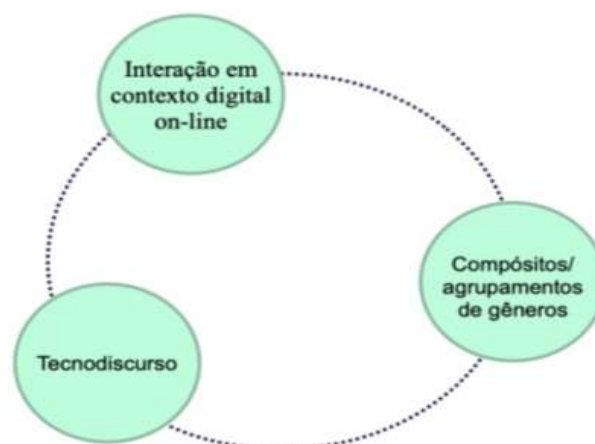 Interação em
contexto digital
on-line
Compósitos/
agrupamentos
de gêneros
Tecnodiscurso